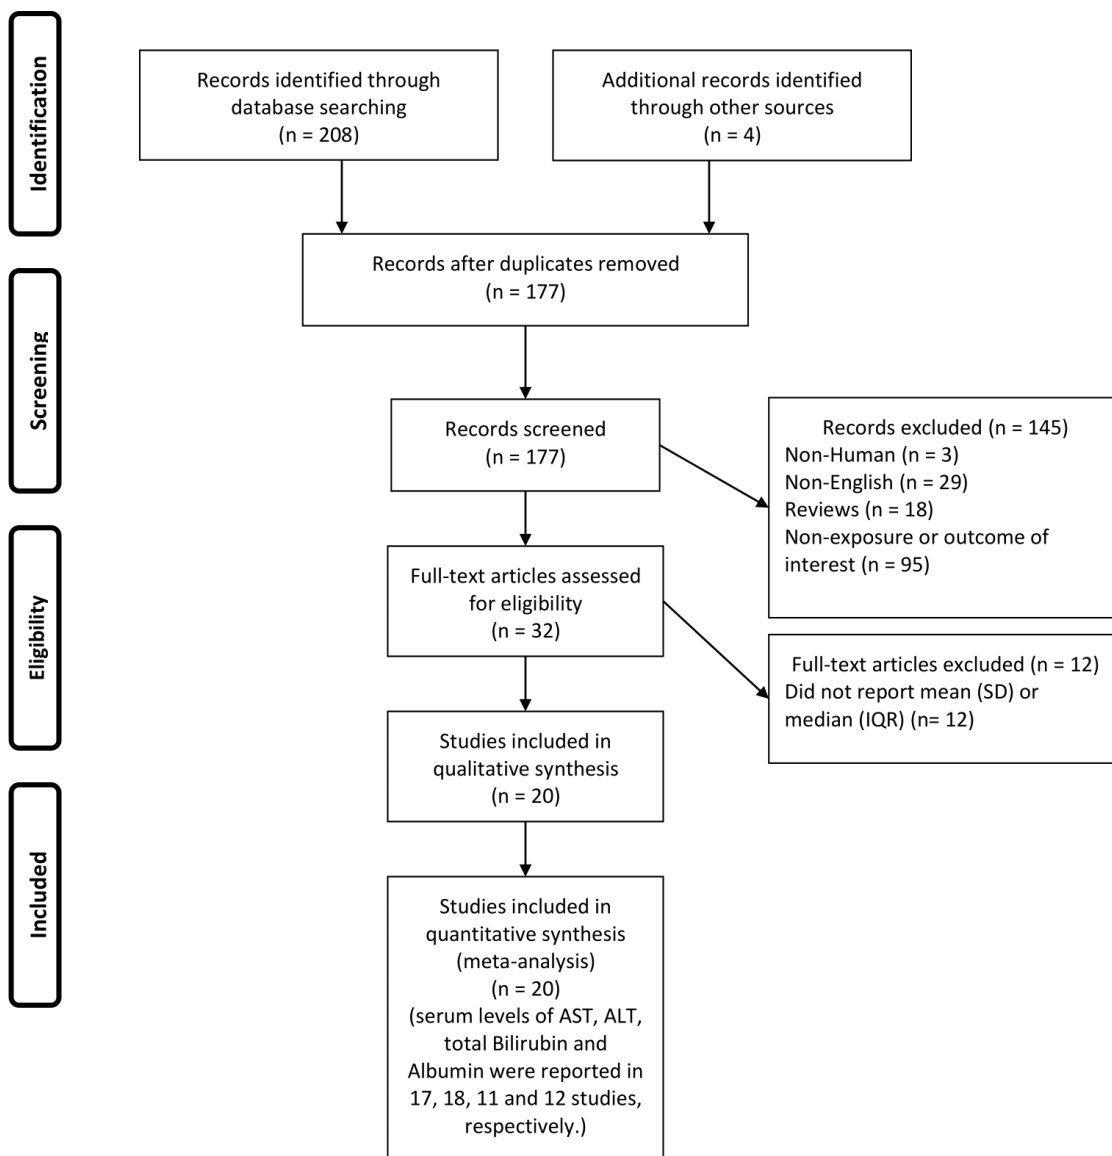 Identification
Records identified through
database searching
(n = 208)
Additional records identified
through other sources
(n = 4)
Records after duplicates removed
(n = 177)
Screening
Records screened
(n = 177)
Records excluded (n = 145)
Non-Human (n = 3)
Non-English (n = 29)
Reviews (n = 18)
Non-exposure or outcome of
interest (n = 95)
Eligibility
Full-text articles assessed
for eligibility
(n = 32)
Full-text articles excluded (n = 12)
Did not report mean (SD) or
median (IQR) (n= 12)
Studies included in
qualitative synthesis
(n = 20)
Included
Studies included in
quantitative synthesis
(meta-analysis)
(n = 20)
(serum levels of AST, ALT,
total Bilirubin and
Albumin were reported in
17, 18, 11 and 12 studies,
respectively.)